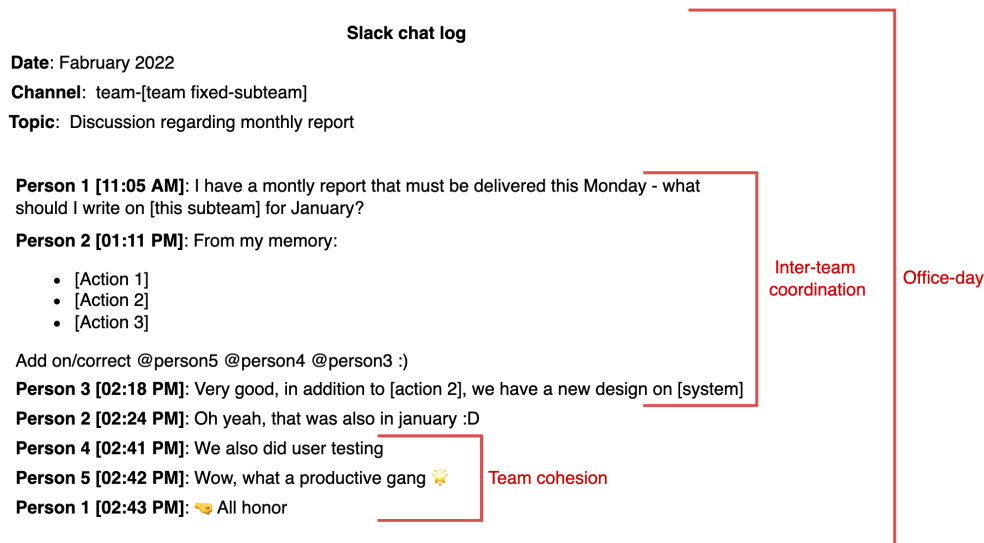 Slack chat log
Date: Fabruary 2022
Channel: team-[team fixed-subteam]
Topic: Discussion regarding monthly report
Person 1 [11:05 AM]: I have a montly report that must be delivered this Monday - what
should I write on [this subteam] for January?
Person 2 [01:11 PM]: From my memory:
• [Action 1]
• [Action 2]
• [Action 3]
Add on/correct @person5 @person4 @person3 :)
Person 3 [02:18 PM]: Very good, in addition to [action 2], we have a new design on [system]
Person 2 [02:24 PM]: Oh yeah, that was also in january :D
Person 4 [02:41 PM]: We also did user testing
Person 5 [02:42 PM]: Wow, what a productive gang 🌟
Person 1 [02:43 PM]: 🤜 All honor
Inter-team
coordination
Team cohesion
Office-day